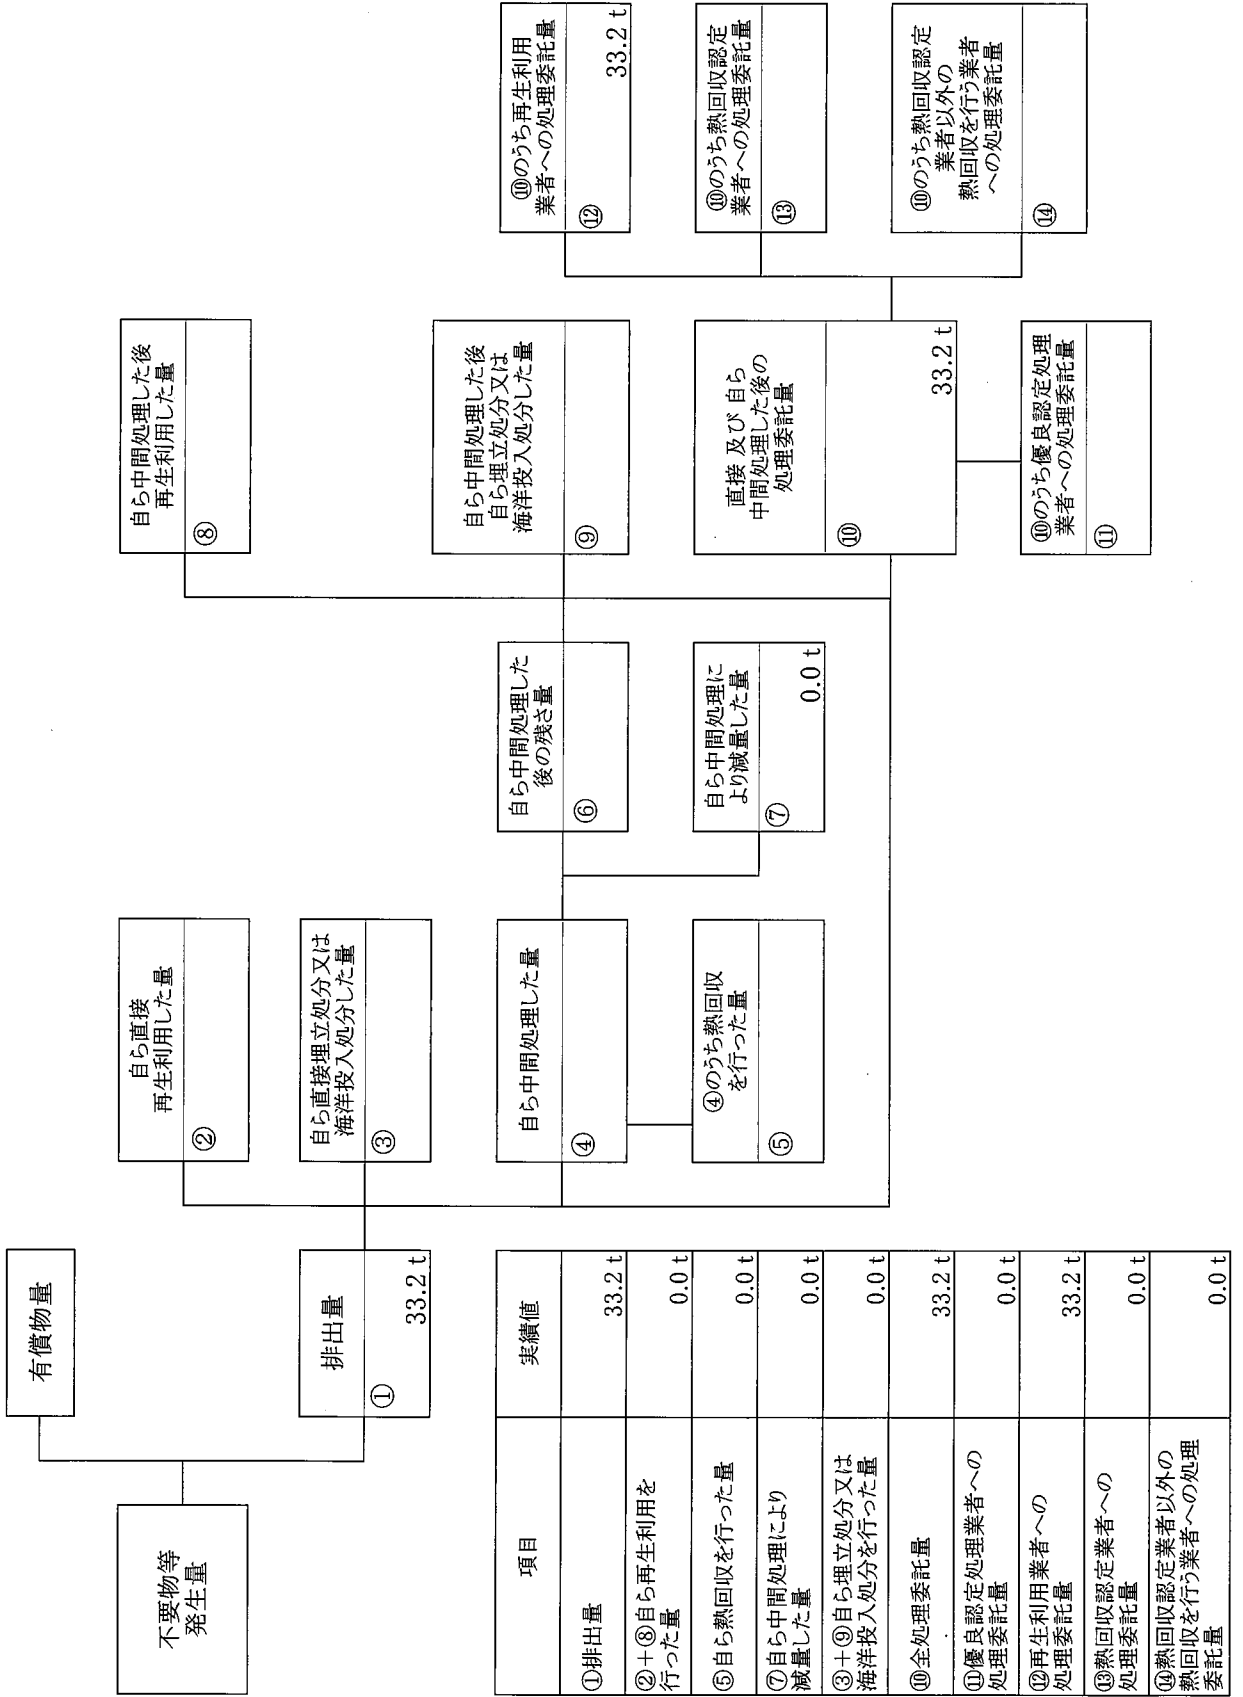 有償物量
不要物等
発生量
排出量
①
33.2 t
自ら直接
再生利用した量
②
自ら直接埋立処分又は
海洋投入処分した量
③
自ら中間処理した量
④
④のうち熱回収
を行った量
⑤
自ら中間処理した
後の残さ量
⑥
自ら中間処理に
より減量した量
⑦
0.0 t
自ら中間処理した後
再生利用した量
⑧
自ら中間処理した後
自ら埋立処分又は
海洋投入処分した量
⑨
直接 及び 自ら
中間処理した後の
処理委託量
⑩
33.2 t
⑩のうち優良認定処理
業者への処理委託量
⑪
⑩のうち再生利用
業者への処理委託量
⑫
33.2 t
⑩のうち熱回収認定
業者への処理委託量
⑬
⑩のうち熱回収認定
業者以外の
熱回収を行う業者
への処理委託量
⑭
項目 実績値
①排出量 33.2 t
②+⑧自ら再生利用を
行った量 0.0 t
⑤自ら熱回収を行った量 0.0 t
⑦自ら中間処理により
減量した量 0.0 t
③+⑨自ら埋立処分又は
海洋投入処分を行った量 0.0 t
⑩全処理委託量 33.2 t
⑪優良認定処理業者への
処理委託量 0.0 t
⑫再生利用業者への
処理委託量 33.2 t
⑬熱回収認定業者への
処理委託量 0.0 t
⑭熱回収認定業者以外の
熱回収を行う業者への処理
委託量 0.0 t